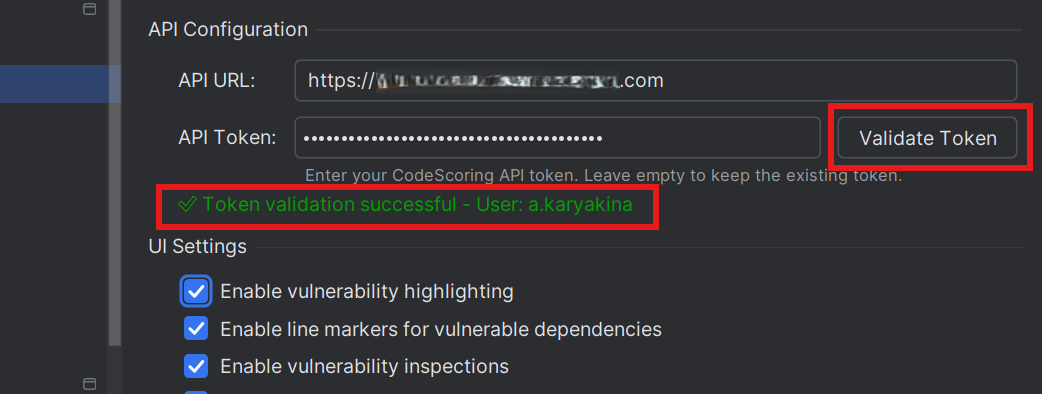 API Configuration
API URL: https:// .com
API Token: •••••••••••••••••••••••••••••••••••••••• Validate Token
Enter your CodeScoring API token. Leave empty to keep the existing token.
✓ Token validation successful - User: a.karyakina
UI Settings
Enable vulnerability highlighting
Enable line markers for vulnerable dependencies
Enable vulnerability inspections